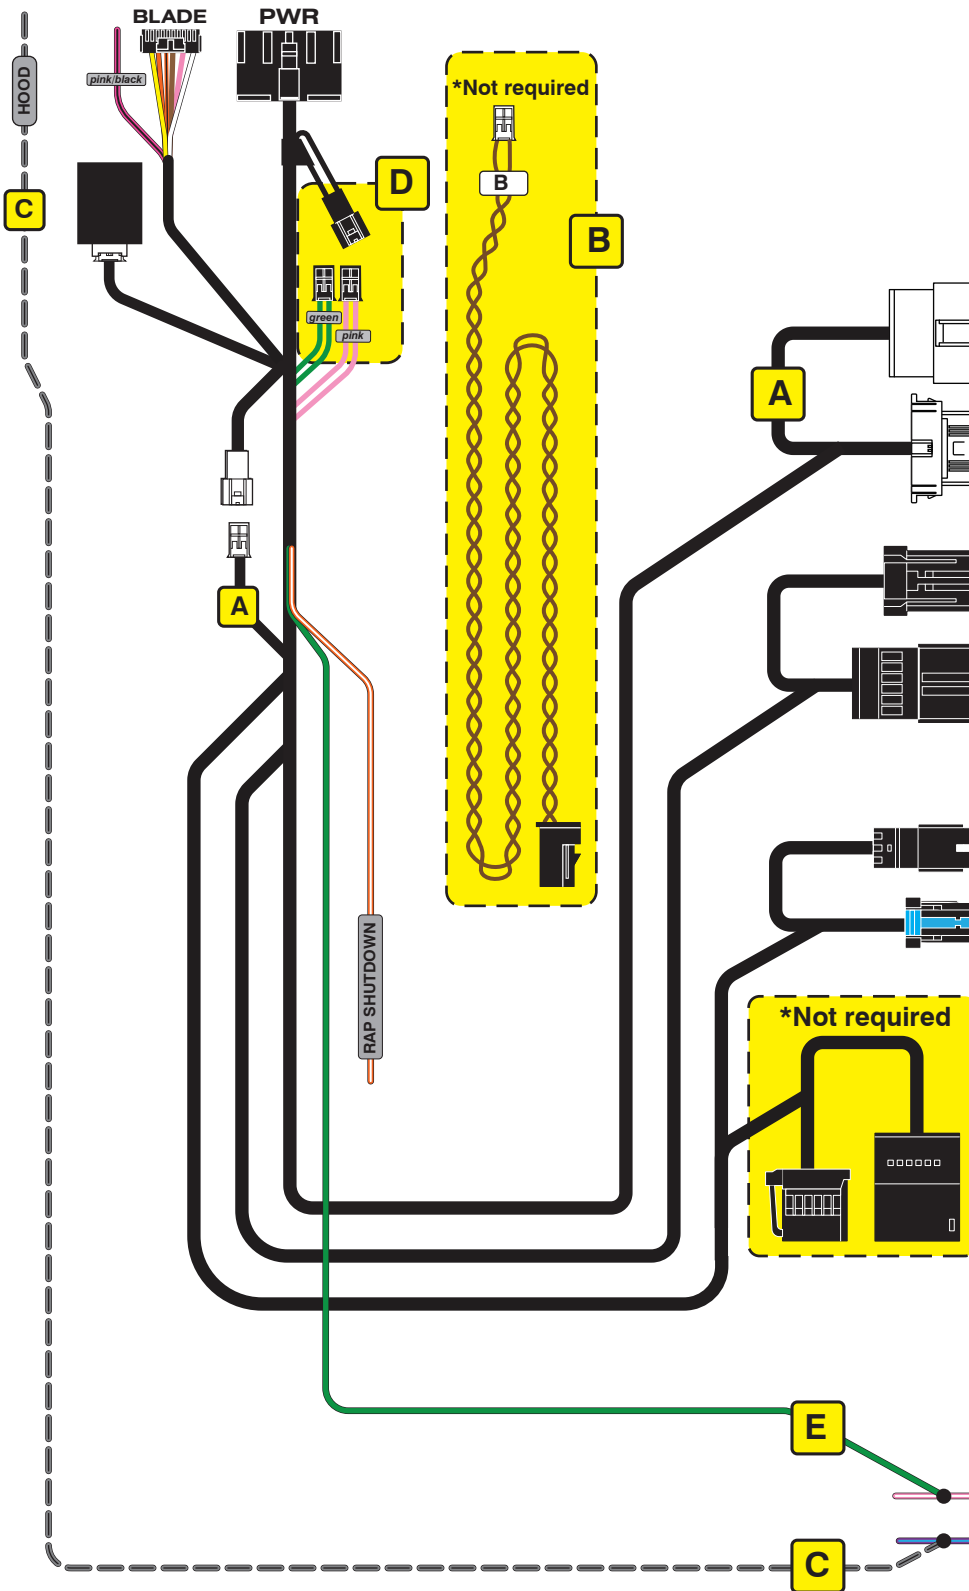 BLADE
PWR
HOOD
pink/black
*Not required
D
B
C
B
green
pink
A
A
RAP SHUTDOWN
*Not required
E
C